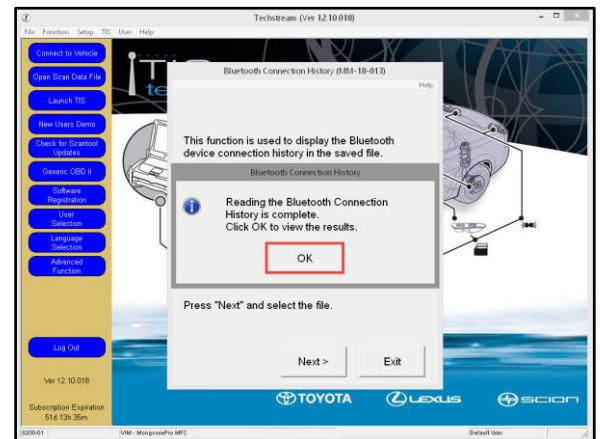 Techstream (Ver 12.10.018)
File Function Setup TIS User Help
Connect to Vehicle
Open Scan Data File
Launch TIS
New Users Demo
Check for Scantool
Updates
Generic OBD II
Software
Registration
User
Selection
Language
Selection
Advanced
Function
Log Out
Ver 12.10.018
Subscription Expiration
51d 13h 35m
Bluetooth Connection History (MM-18-013)
Help
This function is used to display the Bluetooth
device connection history in the saved file.
Bluetooth Connection History
Reading the Bluetooth Connection
History is complete.
Click OK to view the results.
OK
Press "Next" and select the file.
Next >
Exit
TOYOTA
LEXUS
SCION
S200-01
VIM - MongoosePro MFC
Default User